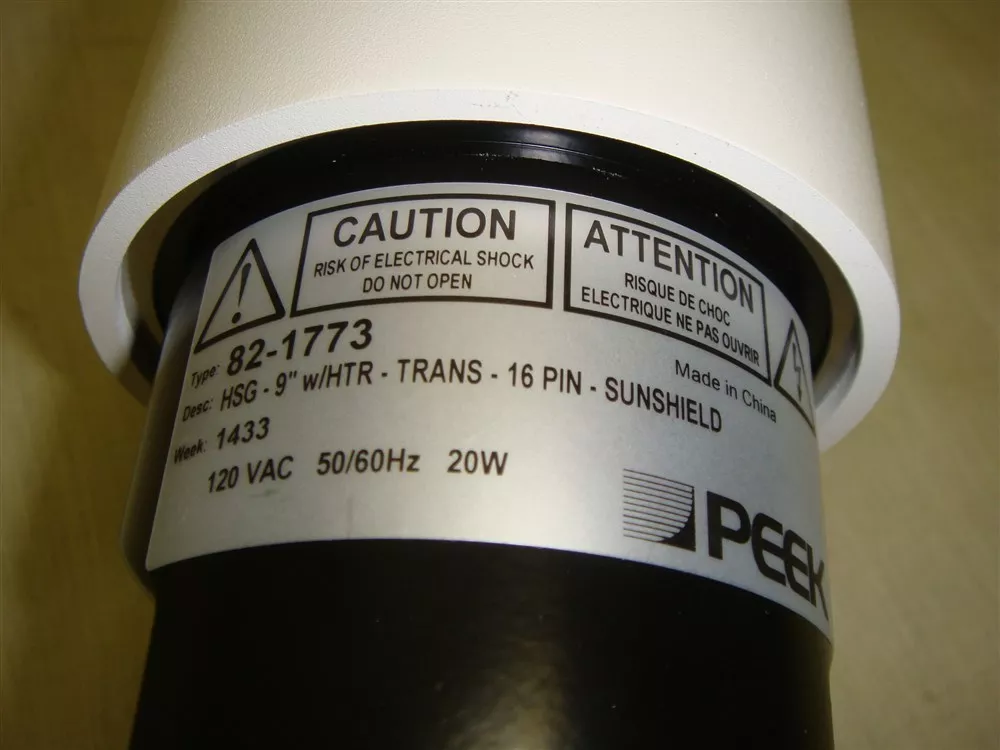 CAUTION
RISK OF ELECTRICAL SHOCK
DO NOT OPEN
ATTENTION
RISQUE DE CHOC
ELECTRIQUE NE PAS OUVRIR
Type: 82-1773
Made in China
Desc: HSG - 9" w/HTR - TRANS - 16 PIN - SUNSHIELD
Week: 1433
120 VAC 50/60Hz 20W
PEEK